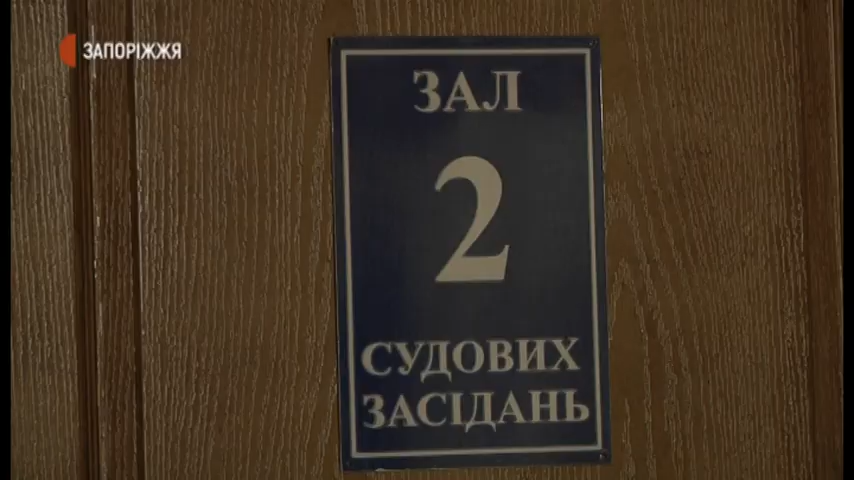 ЗАПОРІЖЖЯ
ЗАЛ
2
СУДОВИХ
ЗАСІДАНЬ